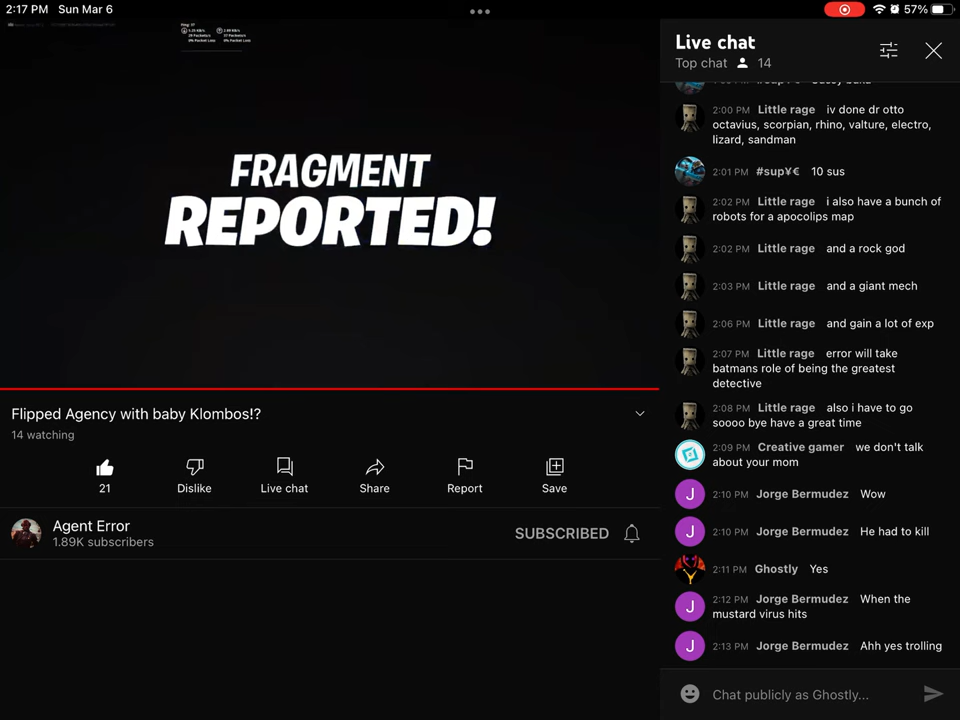 2:17 PM Sun Mar 6
57%
FRAGMENT
REPORTED!
Flipped Agency with baby Klombos!?
14 watching
21
Dislike
Live chat
Share
Report
Save
Agent Error
1.89K subscribers
SUBSCRIBED
Live chat
Top chat 14
2:00 PM Little rage iv done dr otto
octavius, scorpian, rhino, valture, electro,
lizard, sandman
2:01 PM #sup¥€ 10 sus
2:02 PM Little rage i also have a bunch of
robots for a apocolips map
2:02 PM Little rage and a rock god
2:03 PM Little rage and a giant mech
2:06 PM Little rage and gain a lot of exp
2:07 PM Little rage error will take
batmans role of being the greatest
detective
2:08 PM Little rage also i have to go
soooo bye have a great time
2:09 PM Creative gamer we don't talk
about your mom
J
2:10 PM Jorge Bermudez Wow
J
2:10 PM Jorge Bermudez He had to kill
2:11 PM Ghostly Yes
J
2:12 PM Jorge Bermudez When the
mustard virus hits
J
2:13 PM Jorge Bermudez Ahh yes trolling
Chat publicly as Ghostly...